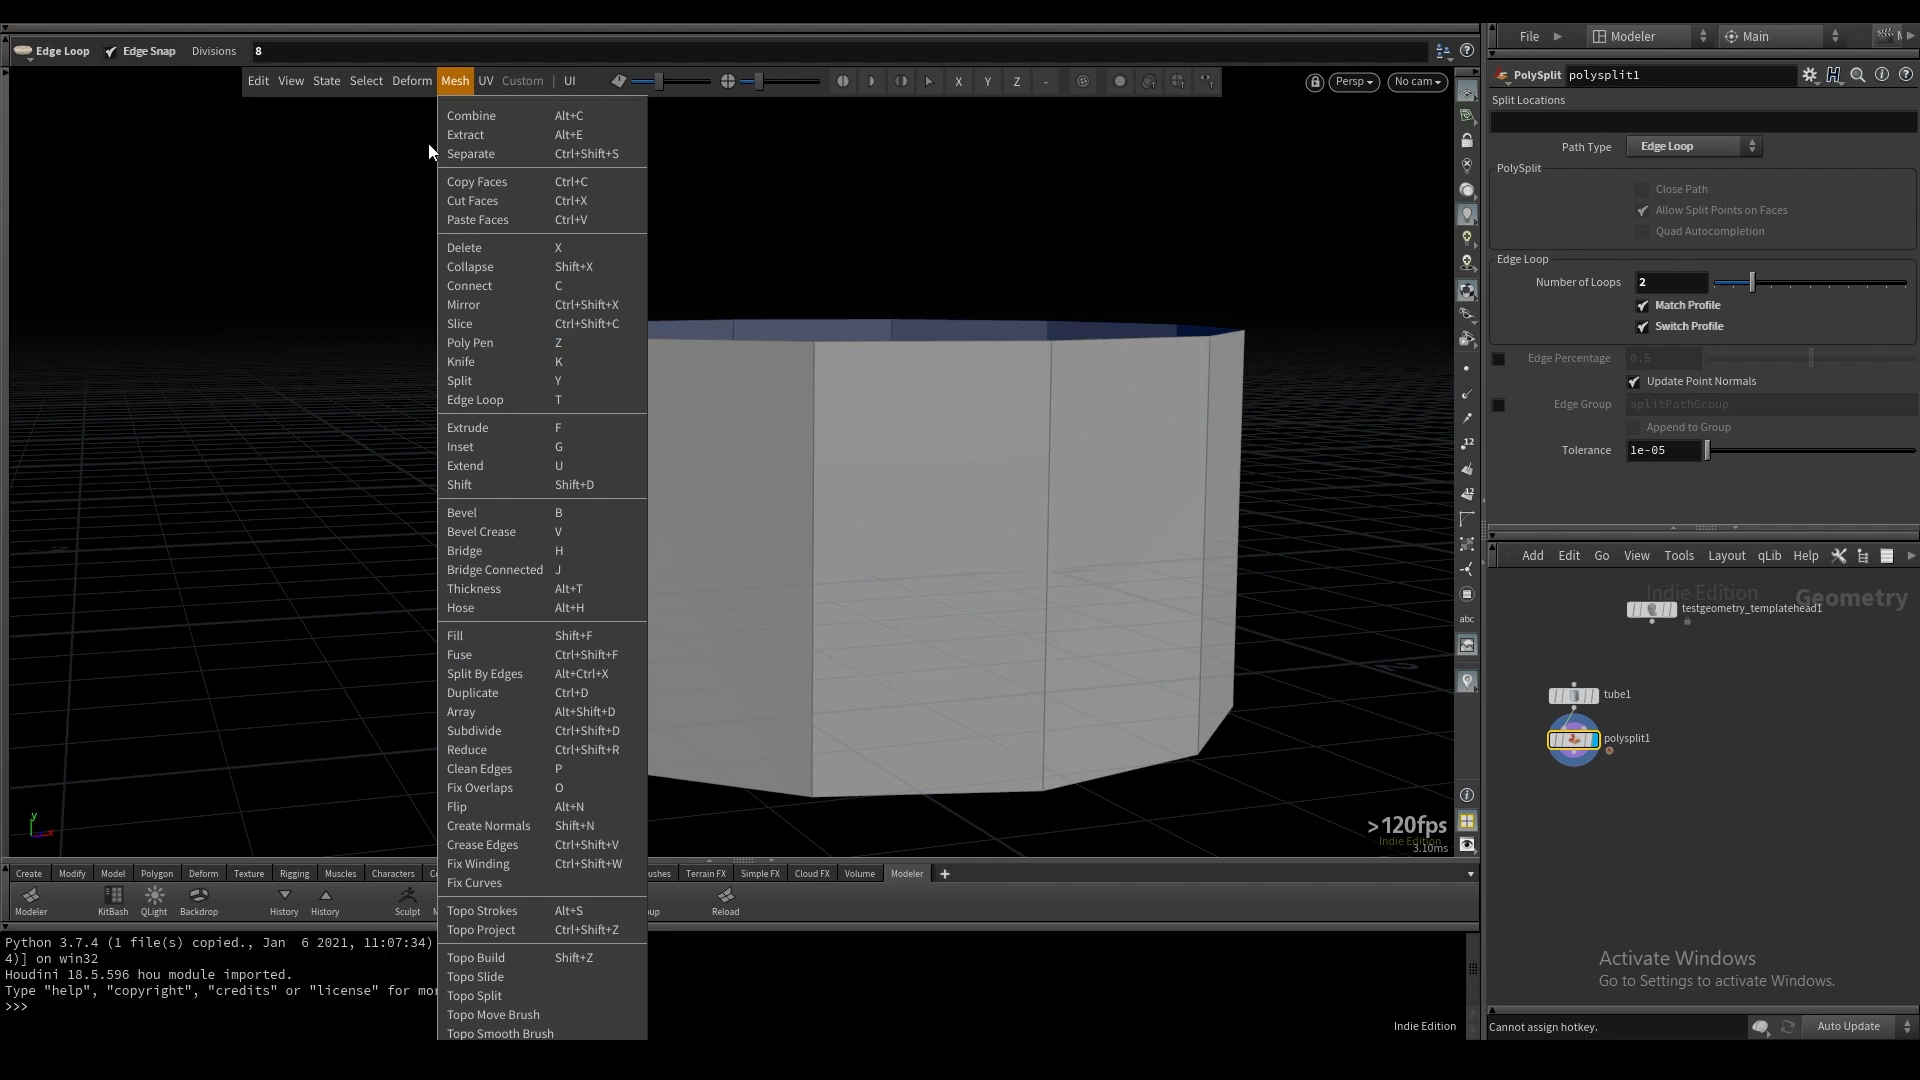 Edge Loop Edge Snap Divisions 8
File Modeler Main
Edit View State Select Deform Mesh UV Custom | UI X Y Z - Persp No cam
PolySplit polysplit1
Split Locations
Path Type Edge Loop
PolySplit
Close Path
Allow Split Points on Faces
Quad Autocompletion
Edge Loop
Number of Loops 2
Match Profile
Switch Profile
Edge Percentage 0.5
Update Point Normals
Edge Group splitPathGroup
Append to Group
Tolerance 1e-05
Combine Alt+C
Extract Alt+E
Separate Ctrl+Shift+S
Copy Faces Ctrl+C
Cut Faces Ctrl+X
Paste Faces Ctrl+V
Delete X
Collapse Shift+X
Connect C
Mirror Ctrl+Shift+X
Slice Ctrl+Shift+C
Poly Pen Z
Knife K
Split Y
Edge Loop T
Extrude F
Inset G
Extend U
Shift Shift+D
Bevel B
Bevel Crease V
Bridge H
Bridge Connected J
Thickness Alt+T
Hose Alt+H
Fill Shift+F
Fuse Ctrl+Shift+F
Split By Edges Alt+Ctrl+X
Duplicate Ctrl+D
Array Alt+Shift+D
Subdivide Ctrl+Shift+D
Reduce Ctrl+Shift+R
Clean Edges P
Fix Overlaps O
Flip Alt+N
Create Normals Shift+N
Crease Edges Ctrl+Shift+V
Fix Winding Ctrl+Shift+W
Fix Curves
Topo Strokes Alt+S
Topo Project Ctrl+Shift+Z
Topo Build Shift+Z
Topo Slide
Topo Split
Topo Move Brush
Topo Smooth Brush
12
12
abc
y
x
>120fps
Indie Edition
3.10ms
Add Edit Go View Tools Layout qLib Help
Indie Edition Geometry
testgeometry_templatehead1
tube1
polysplit1
Create Modify Model Polygon Deform Texture Rigging Muscles Characters Terrain FX Simple FX Cloud FX Volume Modeler +
Modeler KitBash QLight Backdrop History History Sculpt Reload
Python 3.7.4 (1 file(s) copied., Jan 6 2021, 11:07:34)
4)] on win32
Houdini 18.5.596 hou module imported.
Type "help", "copyright", "credits" or "license" for mor
>>>
Indie Edition
Activate Windows
Go to Settings to activate Windows.
Cannot assign hotkey. Auto Update